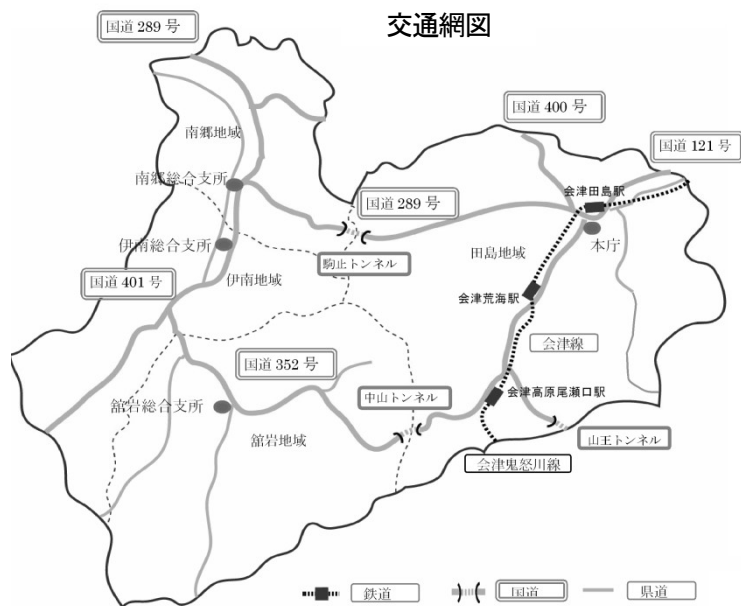 交通網図
国道 289 号
国道 400 号
国道 121 号
南郷地域
南郷総合支所
会津田島駅
国道 289 号
本庁
伊南総合支所
田島地域
駒止トンネル
伊南地域
国道 401 号
会津荒海駅
会津線
国道 352 号
中山トンネル
会津高原尾瀬口駅
舘岩総合支所
舘岩地域
山王トンネル
会津鬼怒川線
鉄道
国道
県道